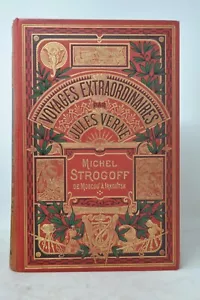 VOYAGES EXTRAORDINAIRES
PAR
JULES VERNE
MICHEL
STROGOFF
DE MOSCOU A IRKOUTSK